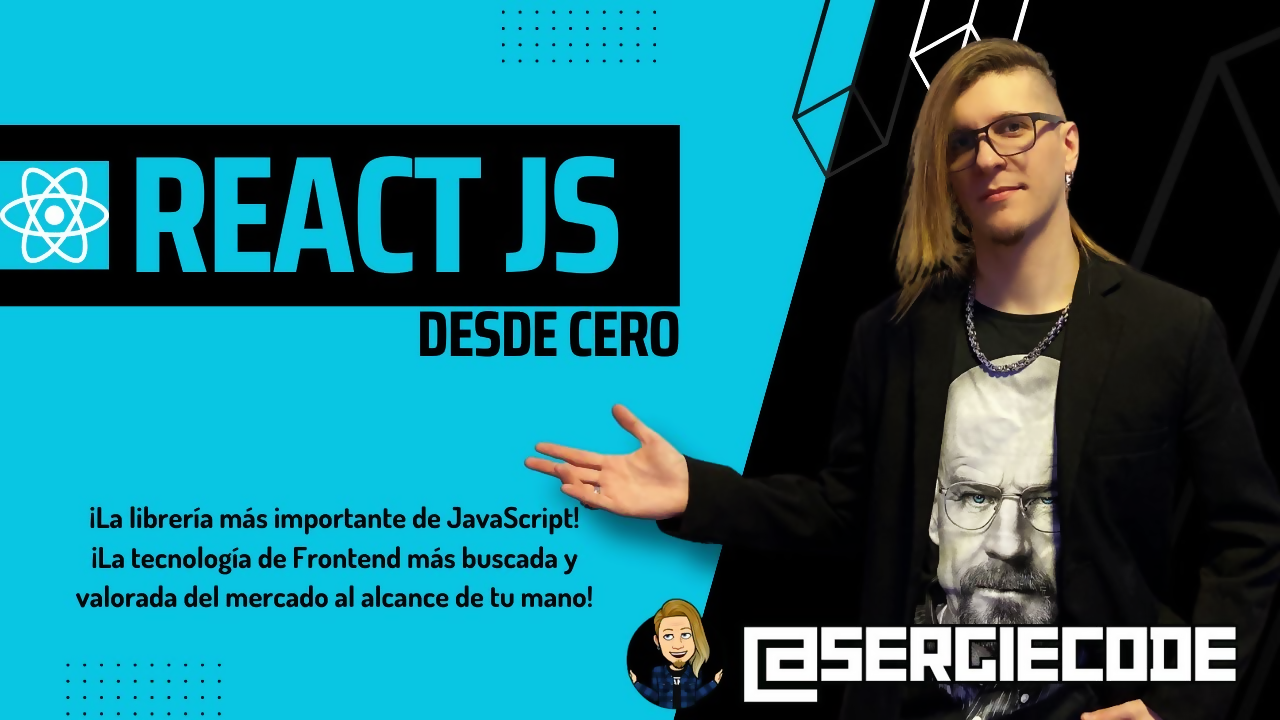 REACT JS
DESDE CERO
¡La librería más importante de JavaScript!
¡La tecnología de Frontend más buscada y
valorada del mercado al alcance de tu mano!
@SERGIECODE